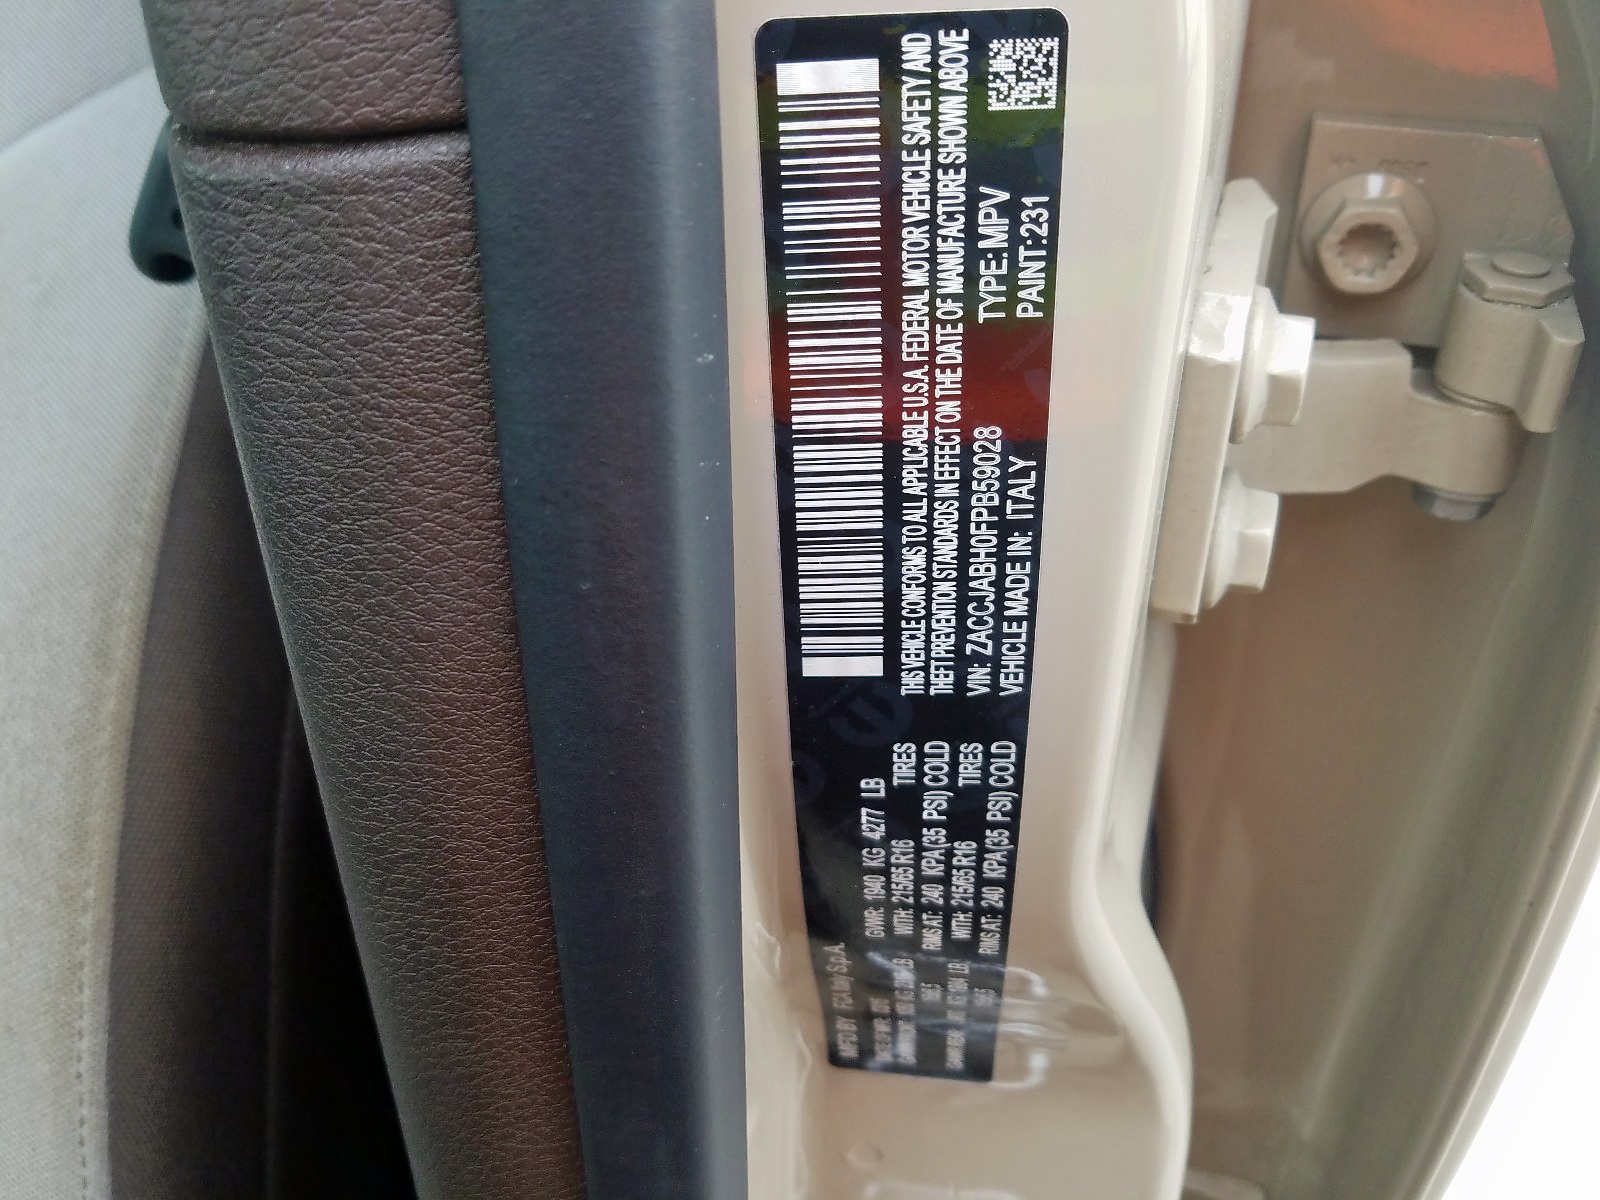 MFD BY FCA Italy S.p.A.
GVWR: 1940 KG 4277 LB
WITH: 215/65 R16 TIRES
RIMS AT: 240 KPA(35 PSI) COLD
WITH: 215/65 R16 TIRES
RIMS AT: 240 KPA(35 PSI) COLD
THIS VEHICLE CONFORMS TO ALL APPLICABLE U.S.A. FEDERAL MOTOR VEHICLE SAFETY AND
THEFT PREVENTION STANDARDS IN EFFECT ON THE DATE OF MANUFACTURE SHOWN ABOVE
VIN: ZACCJABH0FPB59028 TYPE: MPV
VEHICLE MADE IN: ITALY PAINT:231